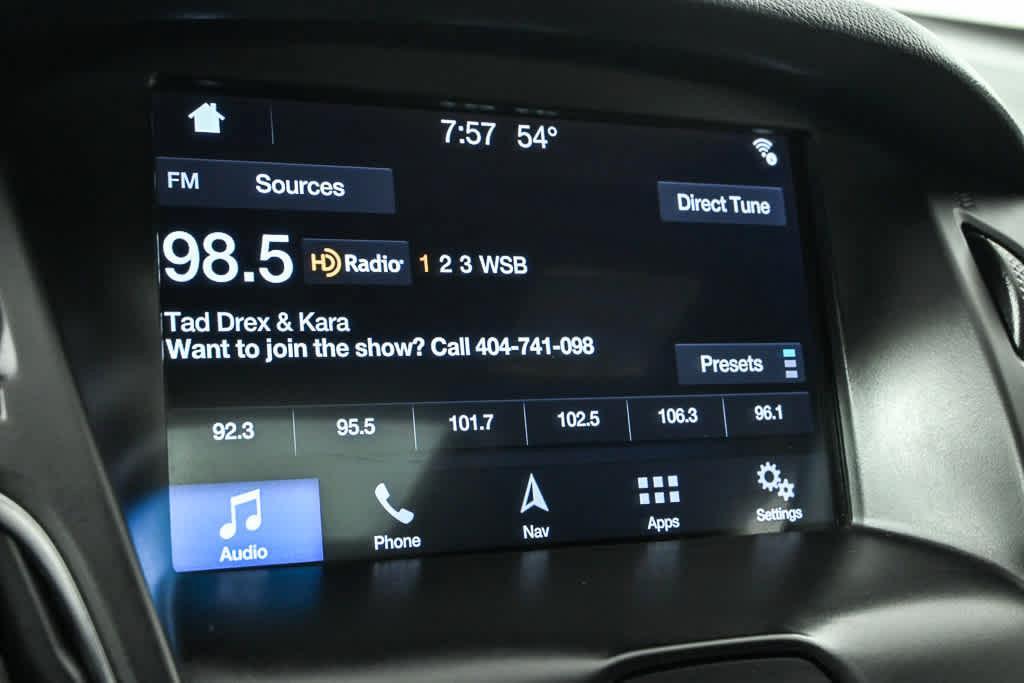 7:57 54°
FM Sources
Direct Tune
98.5 HD Radio 1 2 3 WSB
Tad Drex & Kara
Want to join the show? Call 404-741-098
Presets
92.3 95.5 101.7 102.5 106.3 96.1
Audio Phone Nav Apps Settings